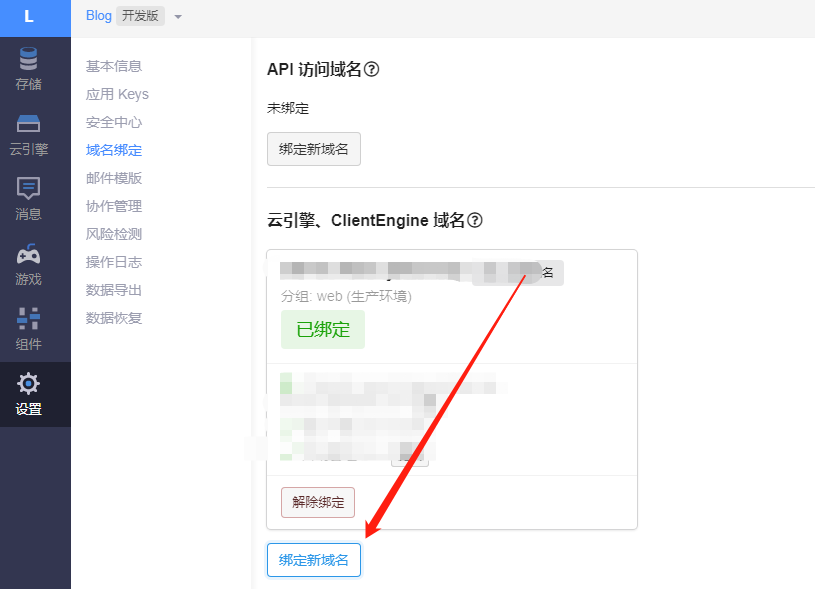 L
Blog 开发版
存储
云引擎
消息
游戏
组件
设置
基本信息
应用 Keys
安全中心
域名绑定
邮件模版
协作管理
风险检测
操作日志
数据导出
数据恢复
API 访问域名?
未绑定
绑定新域名
云引擎、ClientEngine 域名?
名
分组: web (生产环境)
已绑定
解除绑定
绑定新域名